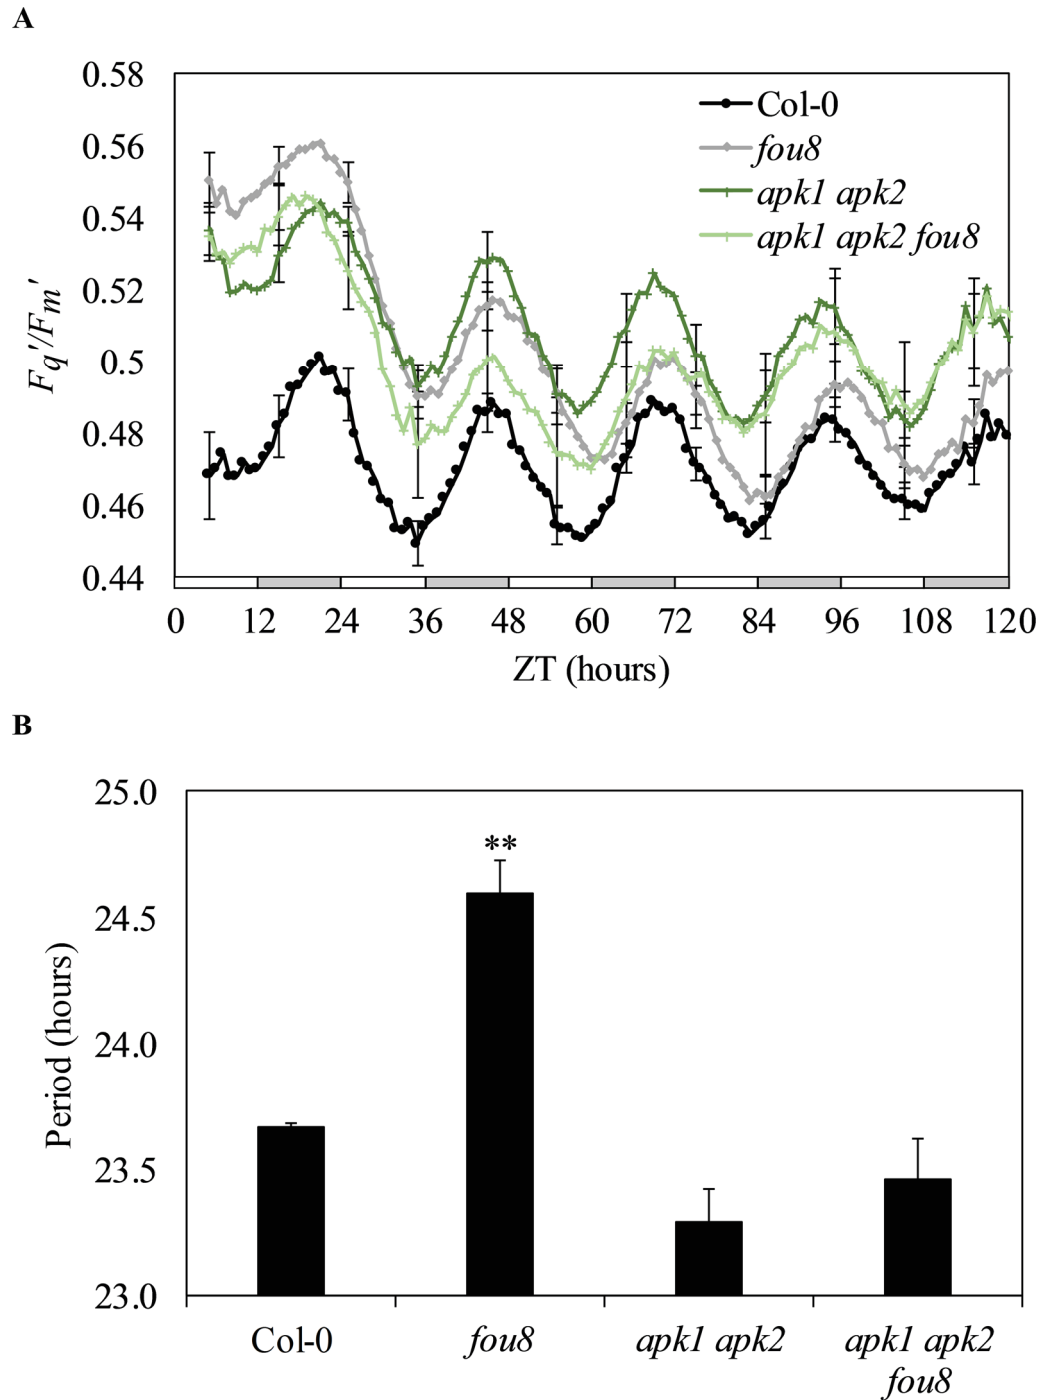 A
0.58
0.56
0.54
0.52
0.5
0.48
0.46
0.44
Fq'/Fm'
Col-0
fou8
apk1 apk2
apk1 apk2 fou8
0 12 24 36 48 60 72 84 96 108 120
ZT (hours)
B
25.0
24.5
24.0
23.5
23.0
Period (hours)
**
Col-0 fou8 apk1 apk2 apk1 apk2
fou8